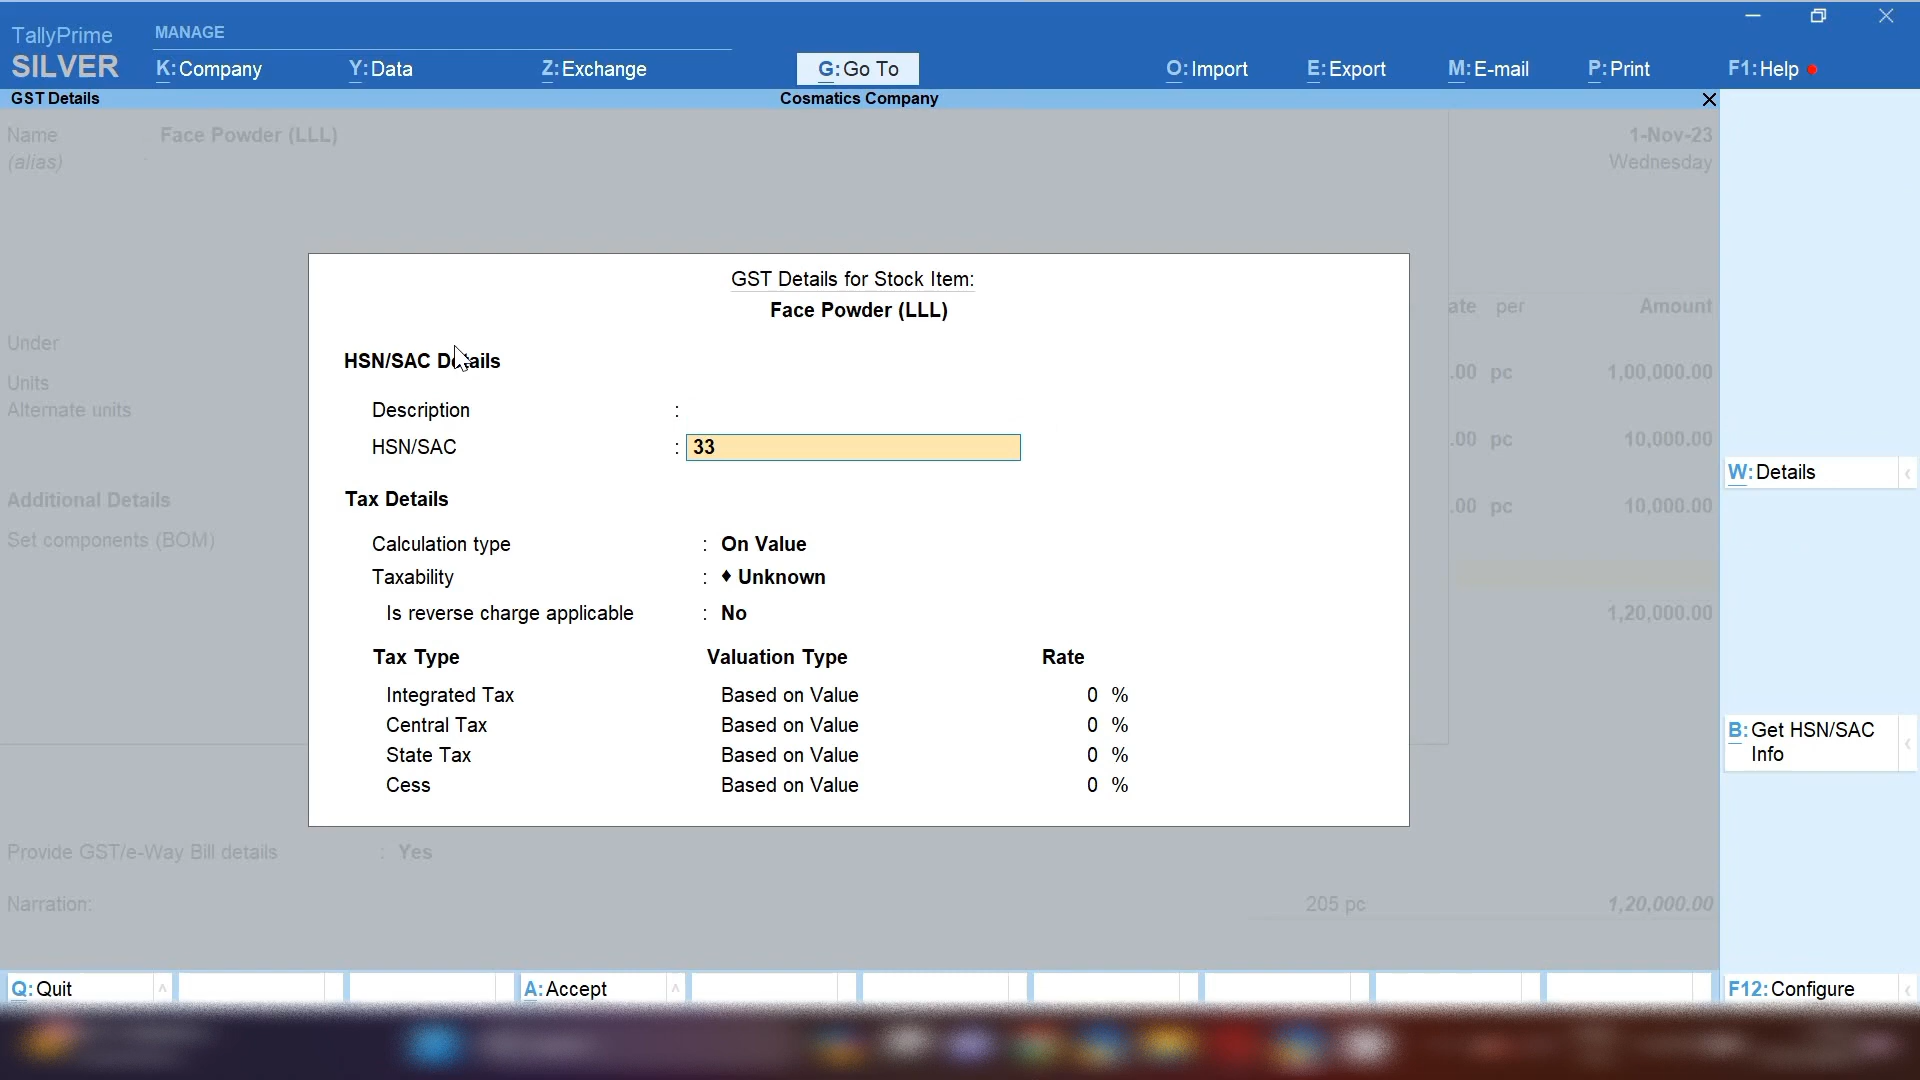 TallyPrime
SILVER
MANAGE
K:Company Y:Data Z:Exchange G:Go To O:Import E:Export M:E-mail P:Print F1:Help
GST Details Cosmatics Company
Name Face Powder (LLL) 1-Nov-23
(alias) : Wednesday
GST Details for Stock Item:
Face Powder (LLL)
ate per Amount
Under
HSN/SAC Details
Units .00 pc 1,00,000.00
Alternate units
Description :
HSN/SAC : 33 .00 pc 10,000.00
W:Details
Additional Details
Tax Details .00 pc 10,000.00
Set components (BOM)
Calculation type : On Value
Taxability : ♦ Unknown
Is reverse charge applicable : No 1,20,000.00
Tax Type Valuation Type Rate
Integrated Tax Based on Value 0 %
Central Tax Based on Value 0 %
State Tax Based on Value 0 %
Cess Based on Value 0 %
B:Get HSN/SAC
Info
Provide GST/e-Way Bill details : Yes
Narration: 205 pc 1,20,000.00
Q:Quit A:Accept F12:Configure